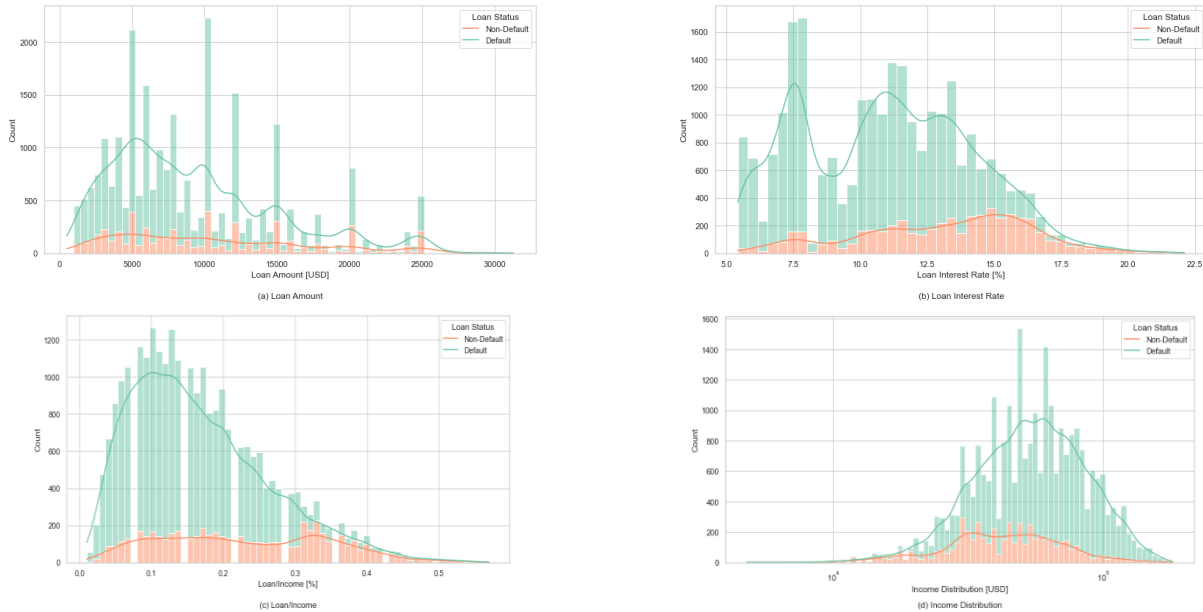 Loan Status
Non-Default
Default
2000
1500
1000
500
0
Count
0
5000
10000
15000
20000
25000
30000
Loan Amount [USD]
(a) Loan Amount
Loan Status
Non-Default
Default
1600
1400
1200
1000
800
600
400
200
0
Count
5.0
7.5
10.0
12.5
15.0
17.5
20.0
22.5
Loan Interest Rate [%]
(b) Loan Interest Rate
Loan Status
Non-Default
Default
1200
1000
800
600
400
200
0
Count
0.0
0.1
0.2
0.3
0.4
0.5
Loan/Income [%]
(c) Loan/Income
Loan Status
Non-Default
Default
1600
1400
1200
1000
800
600
400
200
0
Count
10⁴
10⁵
Income Distribution [USD]
(d) Income Distribution